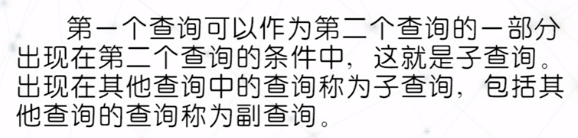 第一个查询可以作为第二个查询的一部分
出现在第二个查询的条件中，这就是子查询。
出现在其他查询中的查询称为子查询，包括其
他查询的查询称为副查询。